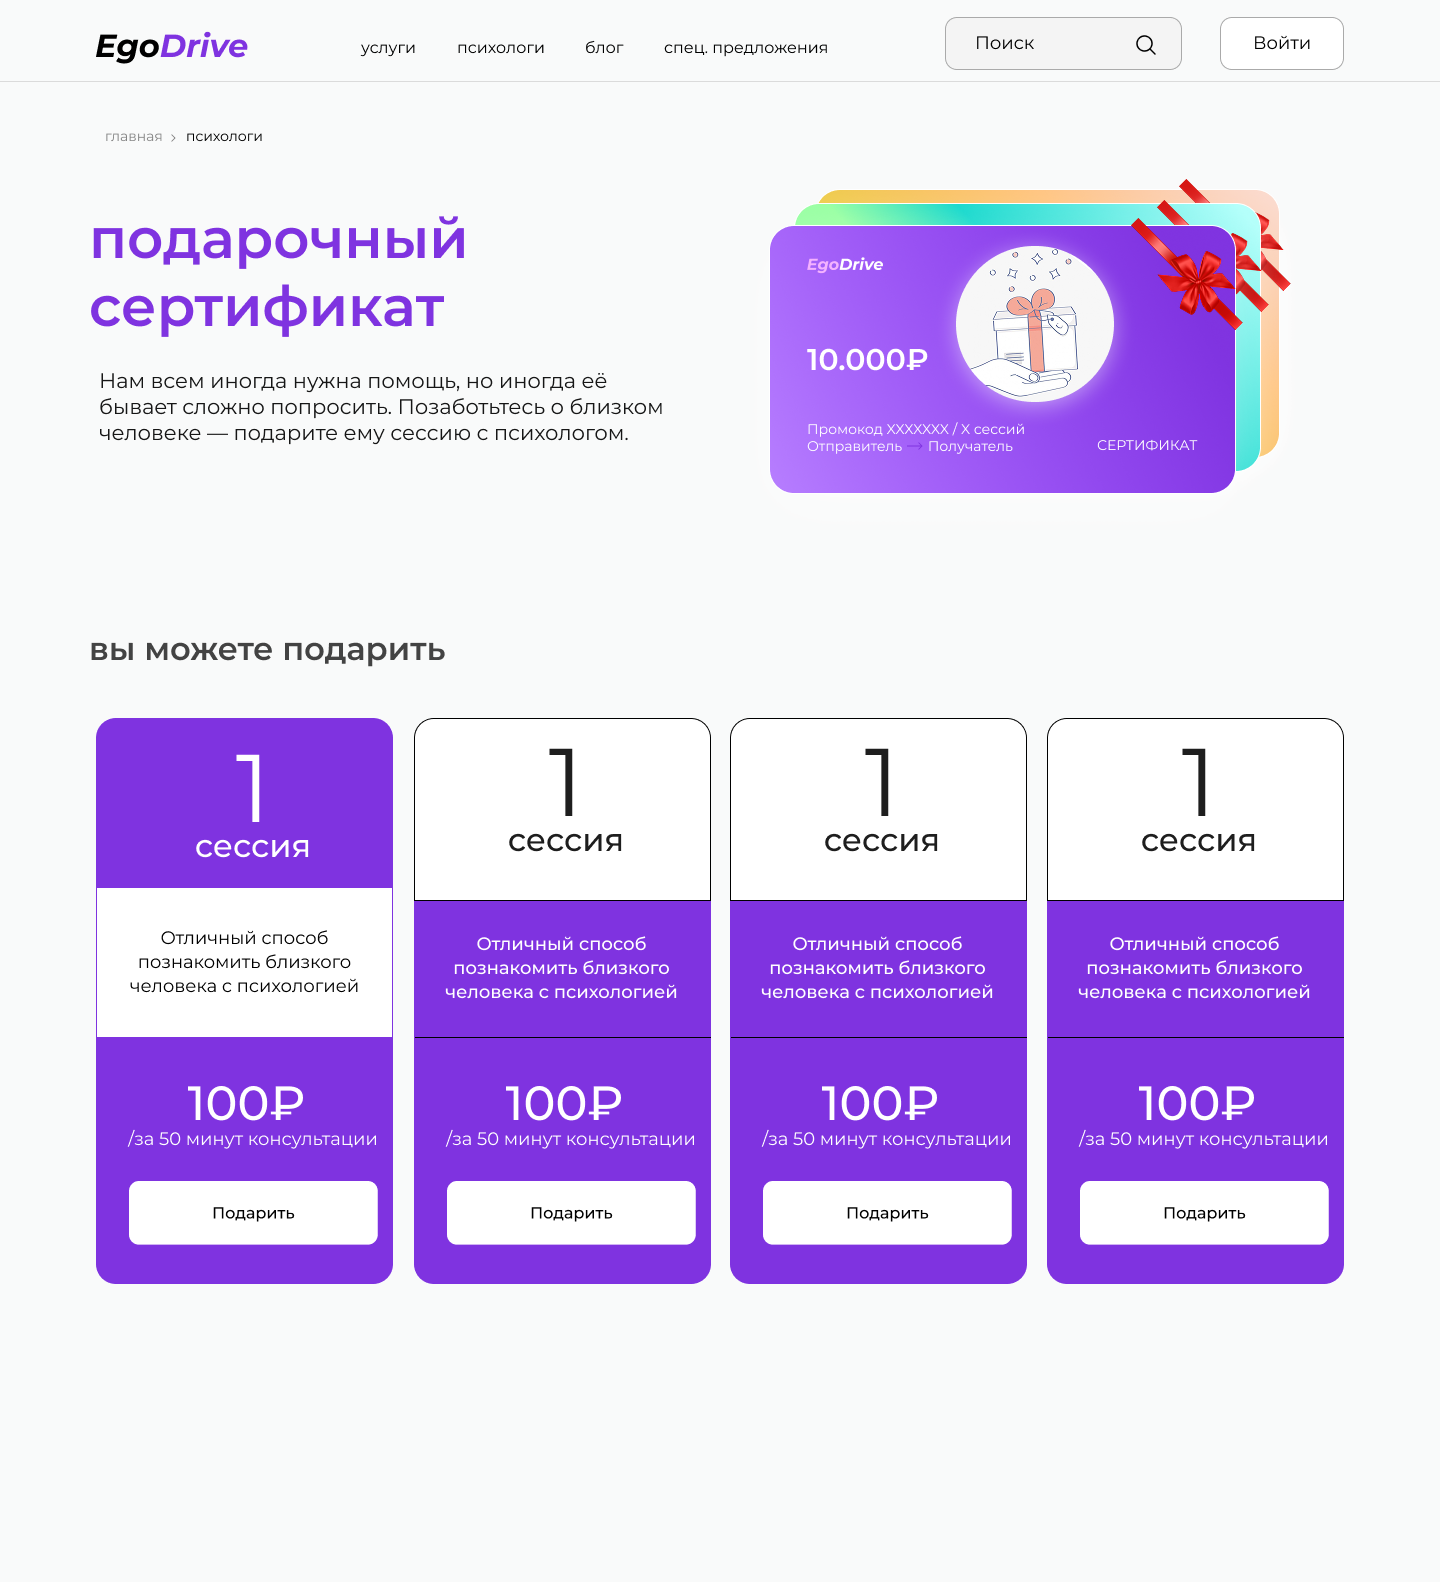 EgoDrive
услуги
психологи
блог
спец. предложения
Поиск
Войти
главная
психологи
подарочный
сертификат
Нам всем иногда нужна помощь, но иногда её
бывает сложно попросить. Позаботьтесь о близком
человеке — подарите ему сессию с психологом.
EgoDrive
10.000₽
Промокод XXXXXXX / X сессий
Отправитель → Получатель
СЕРТИФИКАТ
вы можете подарить
1
сессия
Отличный способ
познакомить близкого
человека с психологией
100₽
/за 50 минут консультации
Подарить
1
сессия
Отличный способ
познакомить близкого
человека с психологией
100₽
/за 50 минут консультации
Подарить
1
сессия
Отличный способ
познакомить близкого
человека с психологией
100₽
/за 50 минут консультации
Подарить
1
сессия
Отличный способ
познакомить близкого
человека с психологией
100₽
/за 50 минут консультации
Подарить